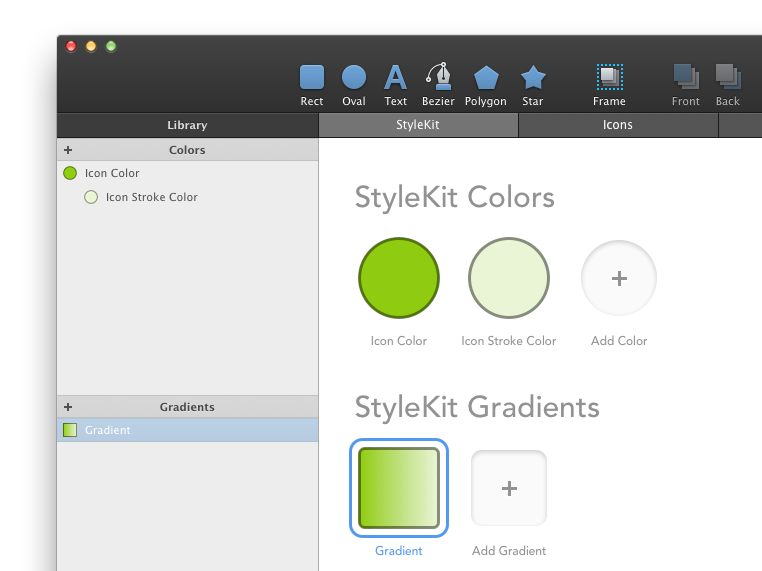 Rect Oval Text Bezier Polygon Star Frame Front Back
Library StyleKit Icons
+ Colors
Icon Color
Icon Stroke Color
StyleKit Colors
+
Icon Color Icon Stroke Color Add Color
+ Gradients
Gradient
StyleKit Gradients
+
Gradient Add Gradient